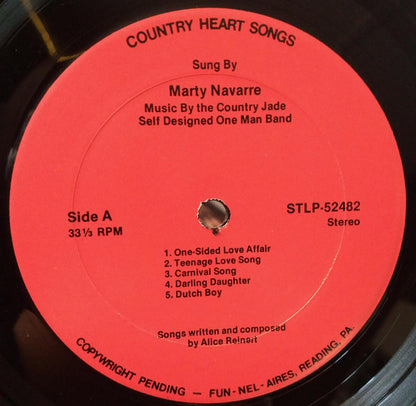 COUNTRY HEART SONGS
Sung By
Marty Navarre
Music By the Country Jade
Self Designed One Man Band
Side A
33⅓ RPM
STLP-52482
Stereo
1. One-Sided Love Affair
2. Teenage Love Song
3. Carnival Song
4. Darling Daughter
5. Dutch Boy
Songs written and composed
by Alice Reinert
COPYWRIGHT PENDING — FUN-NEL-AIRES, READING, PA.